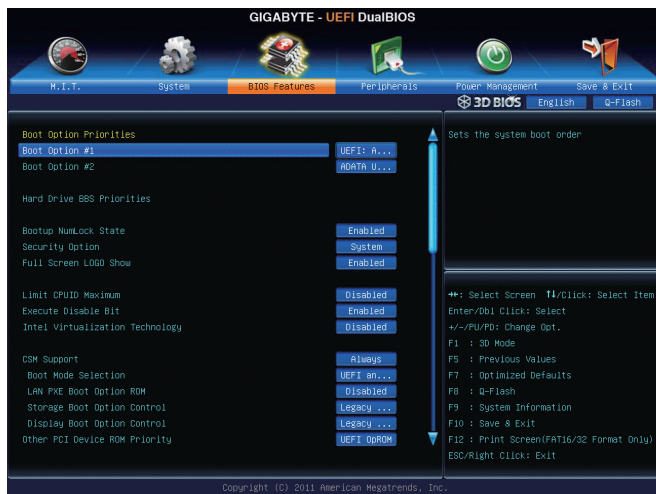 GIGABYTE - UEFI DualBIOS
M.I.T.
System
BIOS Features
Peripherals
Power Management
Save & Exit
3D BIOS
English
Q-Flash
Boot Option Priorities
Boot Option #1 UEFI: A...
Boot Option #2 ADATA U...
Hard Drive BBS Priorities
Bootup NumLock State Enabled
Security Option System
Full Screen LOGO Show Enabled
Limit CPUID Maximum Disabled
Execute Disable Bit Enabled
Intel Virtualization Technology Disabled
CSM Support Always
Boot Mode Selection UEFI an...
LAN PXE Boot Option ROM Disabled
Storage Boot Option Control Legacy ...
Display Boot Option Control Legacy ...
Other PCI Device ROM Priority UEFI OpROM
Sets the system boot order
→←: Select Screen ↑↓/Click: Select Item
Enter/Dbl Click: Select
+/-/PU/PD: Change Opt.
F1 : 3D Mode
F5 : Previous Values
F7 : Optimized Defaults
F8 : Q-Flash
F9 : System Information
F10 : Save & Exit
F12 : Print Screen(FAT16/32 Format Only)
ESC/Right Click: Exit
Copyright (C) 2011 American Megatrends, Inc.